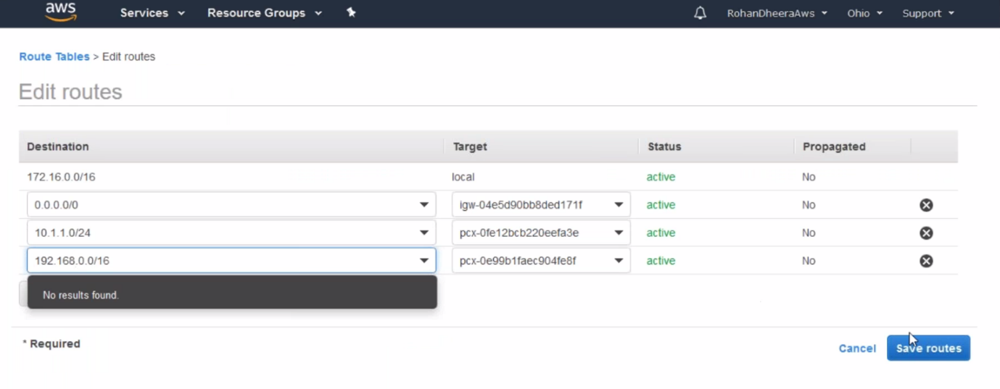 aws Services Resource Groups RohanDheeraAws Ohio Support
Route Tables > Edit routes
Edit routes
Destination Target Status Propagated
172.16.0.0/16 local active No
0.0.0.0/0 igw-04e5d90bb8ded171f active No
10.1.1.0/24 pcx-0fe12bcb220eefa3e active No
192.168.0.0/16 pcx-0e99b1faec904fe8f active No
No results found.
* Required
Cancel Save routes